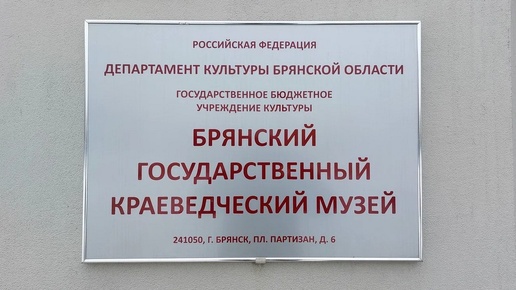 РОССИЙСКАЯ ФЕДЕРАЦИЯ
ДЕПАРТАМЕНТ КУЛЬТУРЫ БРЯНСКОЙ ОБЛАСТИ
ГОСУДАРСТВЕННОЕ БЮДЖЕТНОЕ
УЧРЕЖДЕНИЕ КУЛЬТУРЫ
БРЯНСКИЙ
ГОСУДАРСТВЕННЫЙ
КРАЕВЕДЧЕСКИЙ МУЗЕЙ
241050, Г. БРЯНСК, ПЛ. ПАРТИЗАН, Д. 6